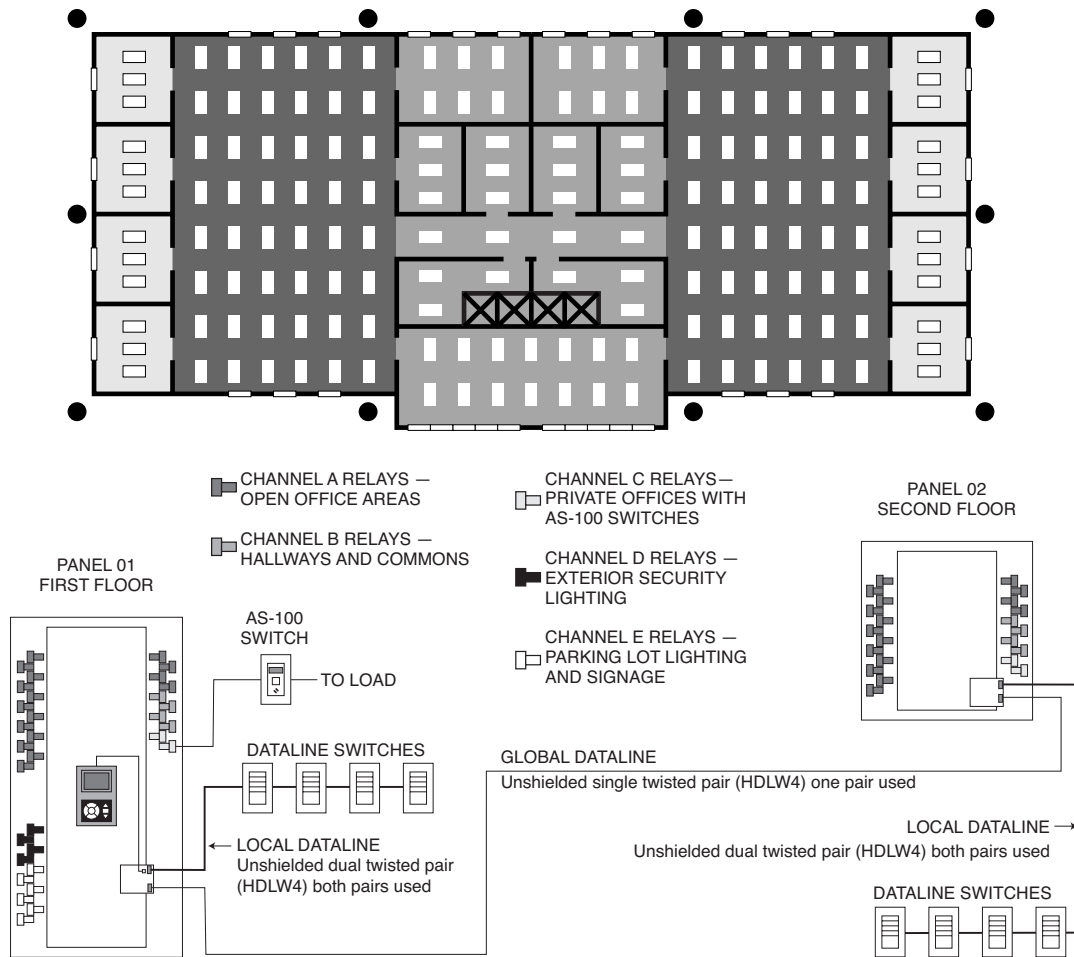 CHANNEL A RELAYS —
OPEN OFFICE AREAS
CHANNEL B RELAYS —
HALLWAYS AND COMMONS
CHANNEL C RELAYS—
PRIVATE OFFICES WITH
AS-100 SWITCHES
CHANNEL D RELAYS—
EXTERIOR SECURITY
LIGHTING
CHANNEL E RELAYS —
PARKING LOT LIGHTING
AND SIGNAGE
PANEL 02
SECOND FLOOR
PANEL 01
FIRST FLOOR
AS-100
SWITCH
TO LOAD
DATALINE SWITCHES
GLOBAL DATALINE
Unshielded single twisted pair (HDLW4) one pair used
LOCAL DATALINE
Unshielded dual twisted pair
(HDLW4) both pairs used
LOCAL DATALINE
Unshielded dual twisted pair (HDLW4) both pairs used
DATALINE SWITCHES